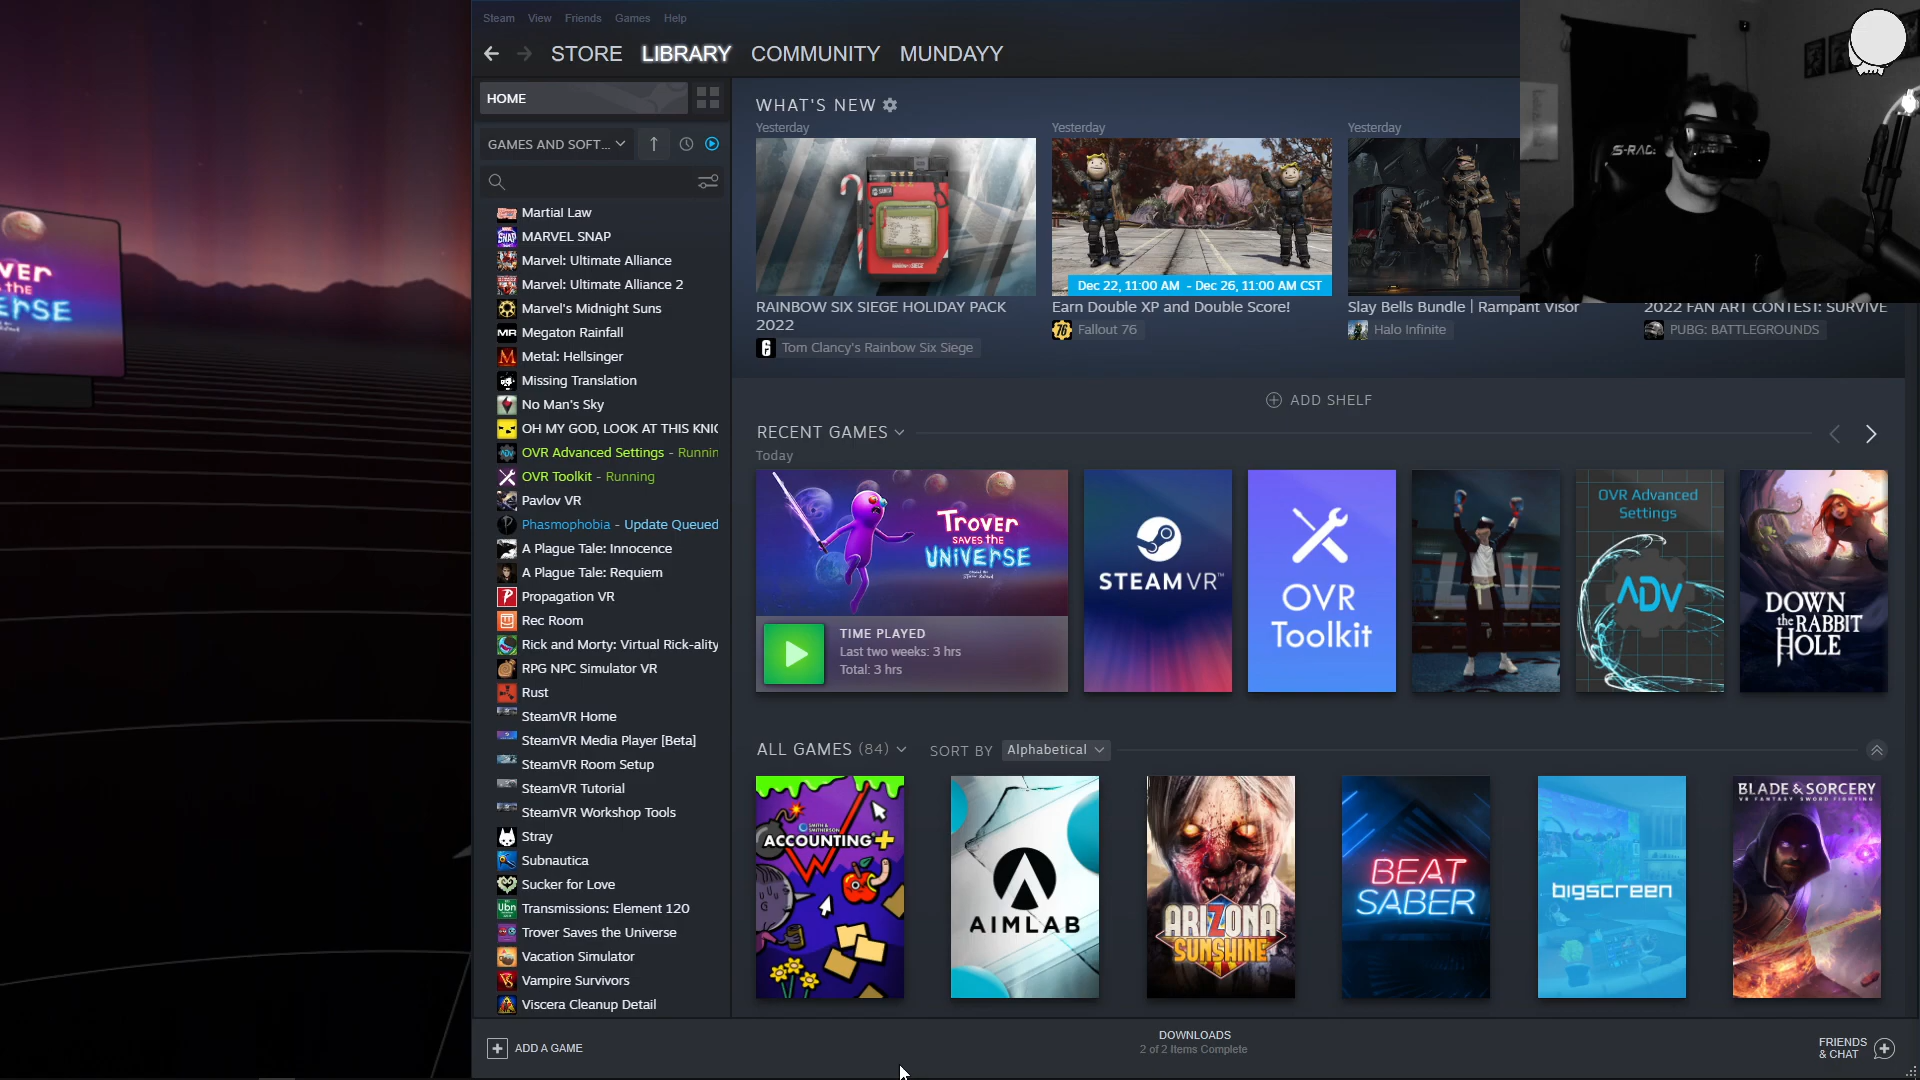 Steam View Friends Games Help
STORE LIBRARY COMMUNITY MUNDAYY
HOME
GAMES AND SOFT...
Martial Law
MARVEL SNAP
Marvel: Ultimate Alliance
Marvel: Ultimate Alliance 2
Marvel's Midnight Suns
Megaton Rainfall
Metal: Hellsinger
Missing Translation
No Man's Sky
OH MY GOD, LOOK AT THIS KNIG
OVR Advanced Settings - Runnin
OVR Toolkit - Running
Pavlov VR
Phasmophobia - Update Queued
A Plague Tale: Innocence
A Plague Tale: Requiem
Propagation VR
Rec Room
Rick and Morty: Virtual Rick-ality
RPG NPC Simulator VR
Rust
SteamVR Home
SteamVR Media Player [Beta]
SteamVR Room Setup
SteamVR Tutorial
SteamVR Workshop Tools
Stray
Subnautica
Sucker for Love
Transmissions: Element 120
Trover Saves the Universe
Vacation Simulator
Vampire Survivors
Viscera Cleanup Detail
ADD A GAME
WHAT'S NEW
Yesterday
RAINBOW SIX SIEGE HOLIDAY PACK
2022
Tom Clancy's Rainbow Six Siege
Yesterday
Dec 22, 11:00 AM - Dec 26, 11:00 AM CST
Earn Double XP and Double Score!
76 Fallout 76
Yesterday
Slay Bells Bundle | Rampant Visor
Halo Infinite
2022 FAN ART CONTEST: SURVIVE
PUBG: BATTLEGROUNDS
ADD SHELF
RECENT GAMES
Today
TROVER
SAVES THE
UNIVERSE
TIME PLAYED
Last two weeks: 3 hrs
Total: 3 hrs
STEAMVR™
OVR
Toolkit
LIV
OVR Advanced
Settings
ADV
DOWN
the RABBIT
HOLE
ALL GAMES (84) SORT BY Alphabetical
SMITH &
SMITHERSON
ACCOUNTING+
AIMLAB
ARIZONA
SUNSHINE
BEAT
SABER
bigscreen
BLADE & SORCERY
VR FANTASY SWORD FIGHTING
DOWNLOADS
2 of 2 Items Complete
FRIENDS
& CHAT